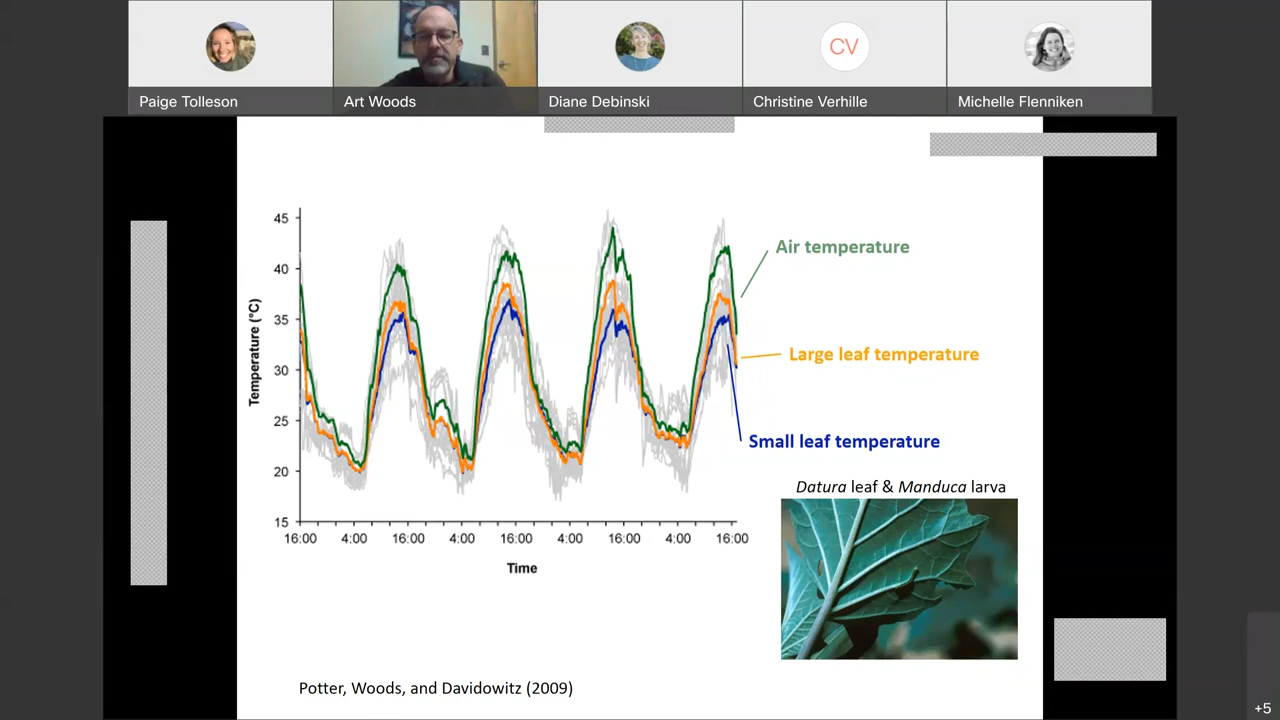 Paige Tolleson
Art Woods
Diane Debinski
CV
Christine Verhille
Michelle Flenniken
45
40
35
30
25
20
15
Temperature (°C)
16:00 4:00 16:00 4:00 16:00 4:00 16:00 4:00 16:00
Time
Air temperature
Large leaf temperature
Small leaf temperature
Datura leaf & Manduca larva
Potter, Woods, and Davidowitz (2009)
+5